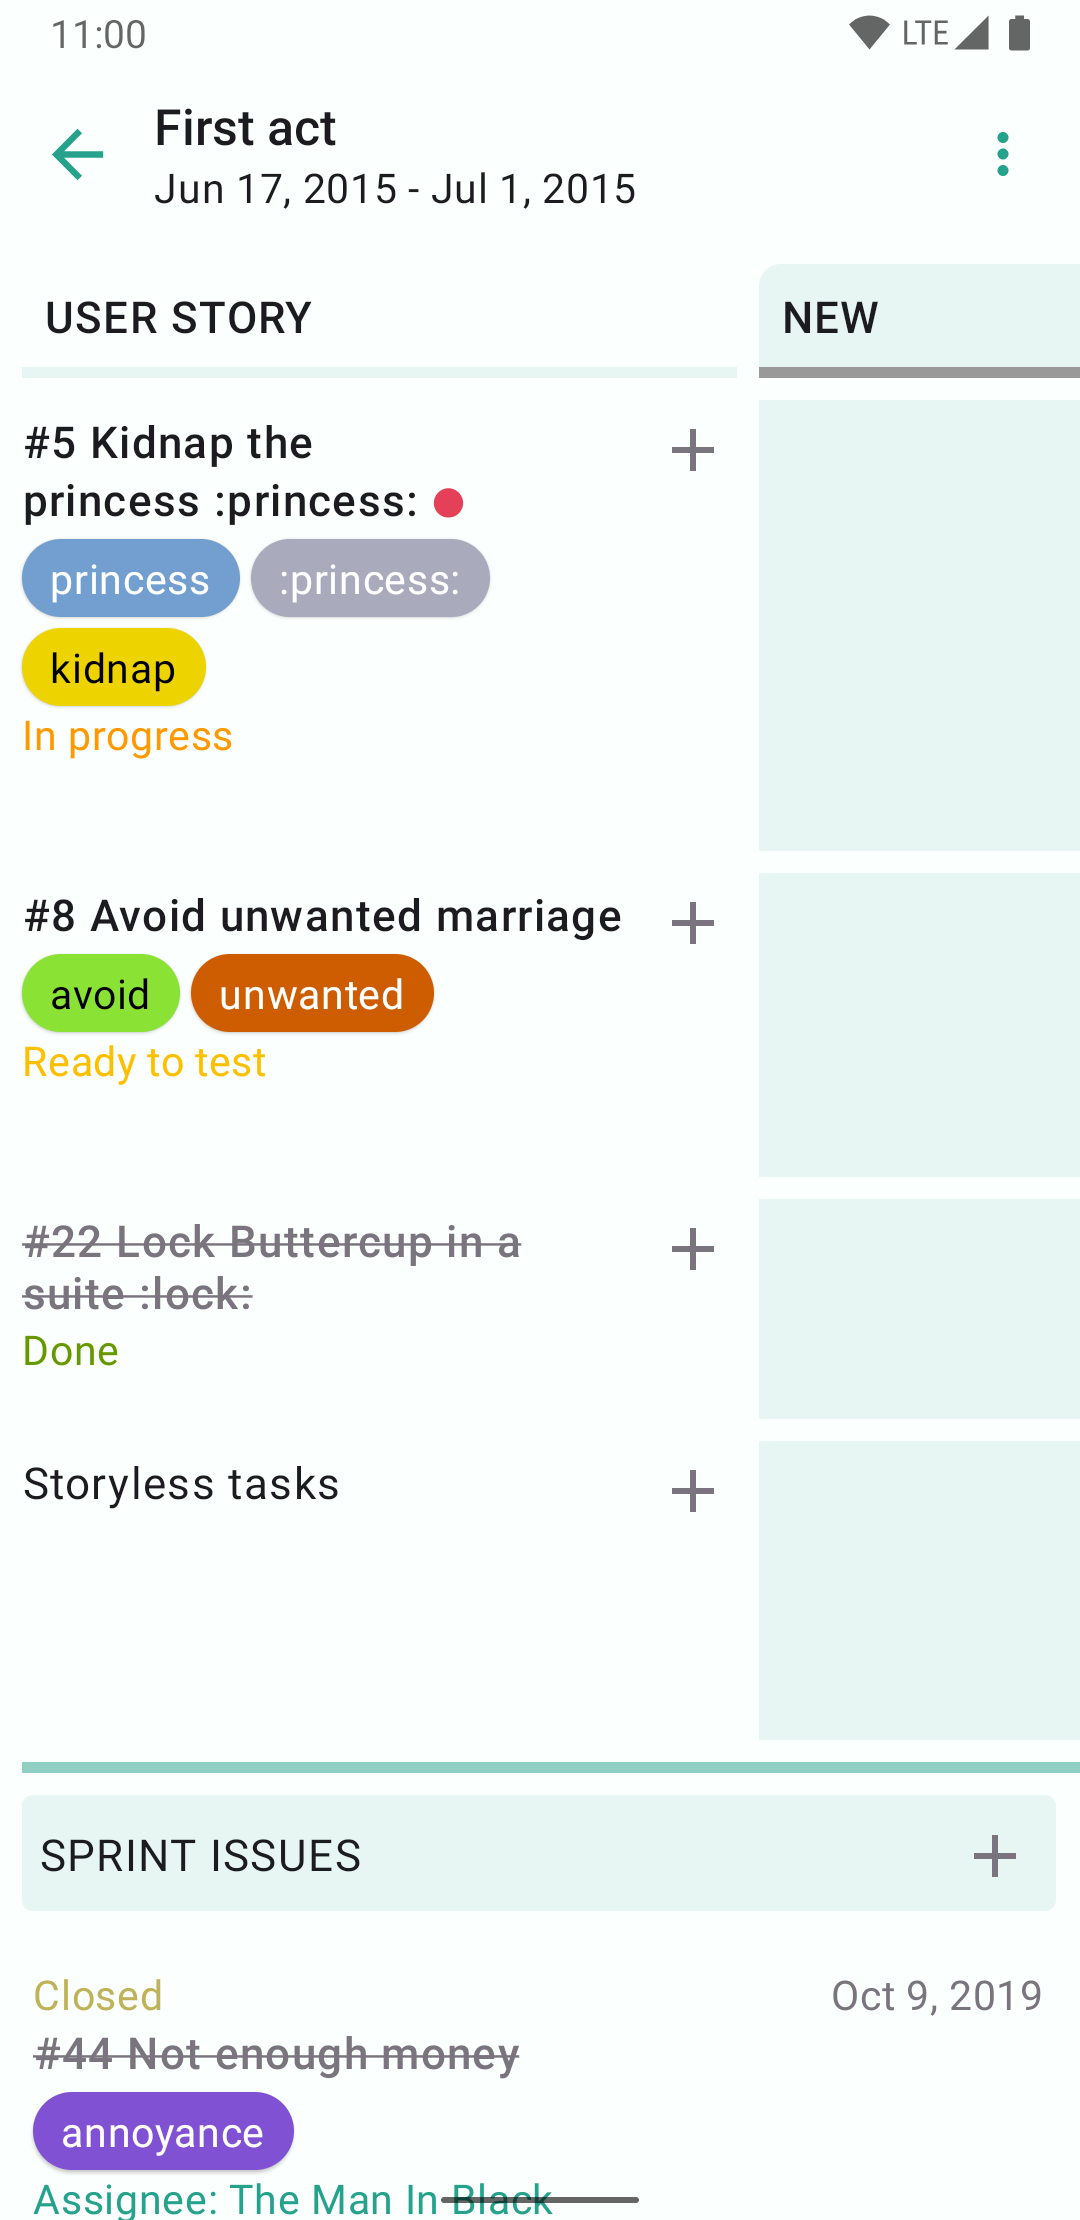 11:00
LTE
First act
Jun 17, 2015 - Jul 1, 2015
USER STORY
NEW
#5 Kidnap the
princess :princess:
princess
:princess:
kidnap
In progress
#8 Avoid unwanted marriage
avoid
unwanted
Ready to test
#22 Lock Buttercup in a
suite :lock:
Done
Storyless tasks
SPRINT ISSUES
Closed
Oct 9, 2019
#44 Not enough money
annoyance
Assignee: The Man In Black